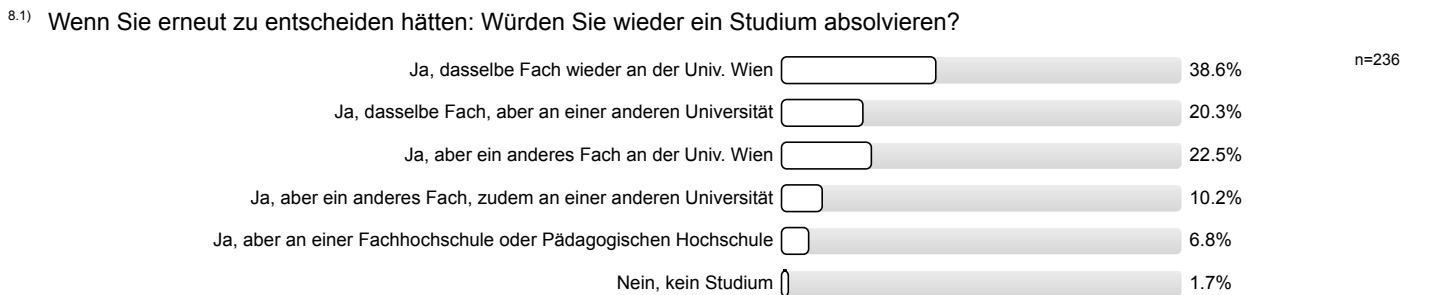 8.1) Wenn Sie erneut zu entscheiden hätten: Würden Sie wieder ein Studium absolvieren?
Ja, dasselbe Fach wieder an der Univ. Wien 38.6% n=236
Ja, dasselbe Fach, aber an einer anderen Universität 20.3%
Ja, aber ein anderes Fach an der Univ. Wien 22.5%
Ja, aber ein anderes Fach, zudem an einer anderen Universität 10.2%
Ja, aber an einer Fachhochschule oder Pädagogischen Hochschule 6.8%
Nein, kein Studium 1.7%